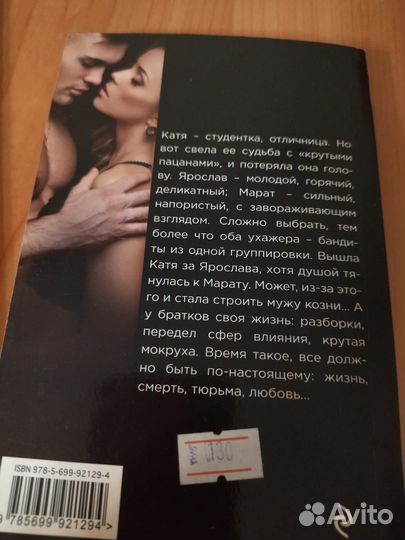 Катя – студентка, отличница. Но
вот свела ее судьба с «крутыми
пацанами», и потеряла она голо-
ву. Ярослав – молодой, горячий,
деликатный; Марат – сильный,
напористый, с завораживающим
взглядом. Сложно выбрать, тем
более что оба ухажера – банди-
ты из одной группировки. Вышла
Катя за Ярослава, хотя душой тя-
нулась к Марату. Может, из-за это-
го и стала строить мужу козни... А
у братков своя жизнь: разборки,
передел сфер влияния, крутая
мокруха. Время такое, все долж-
но быть по-настоящему: жизнь,
смерть, тюрьма, любовь...
130
ISBN 978-5-699-92129-4
9 785699 921294 >
Avito